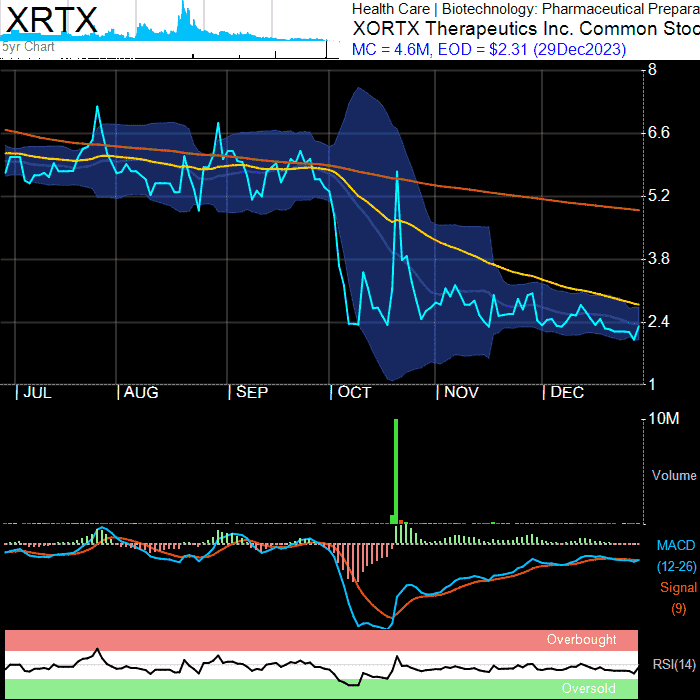 XRTX
5yr Chart
Health Care | Biotechnology: Pharmaceutical Prepara
XORTX Therapeutics Inc. Common Stoc
MC = 4.6M, EOD = $2.31 (29Dec2023)
8
6.6
5.2
3.8
2.4
1
| JUL | AUG | SEP | OCT | NOV | DEC
10M
Volume
MACD
(12-26)
Signal
(9)
Overbought
RSI(14)
Oversold